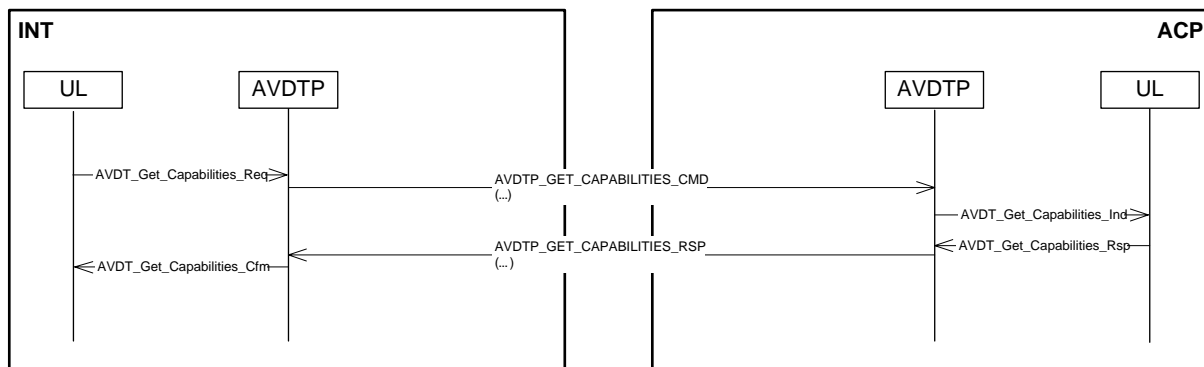 INT
ACP
UL
AVDTP
AVDTP
UL
AVDT_Get_Capabilities_Req
AVDTP_GET_CAPABILITIES_CMD
(...)
AVDT_Get_Capabilities_Ind
AVDTP_GET_CAPABILITIES_RSP
(... )
AVDT_Get_Capabilities_Rsp
AVDT_Get_Capabilities_Cfm